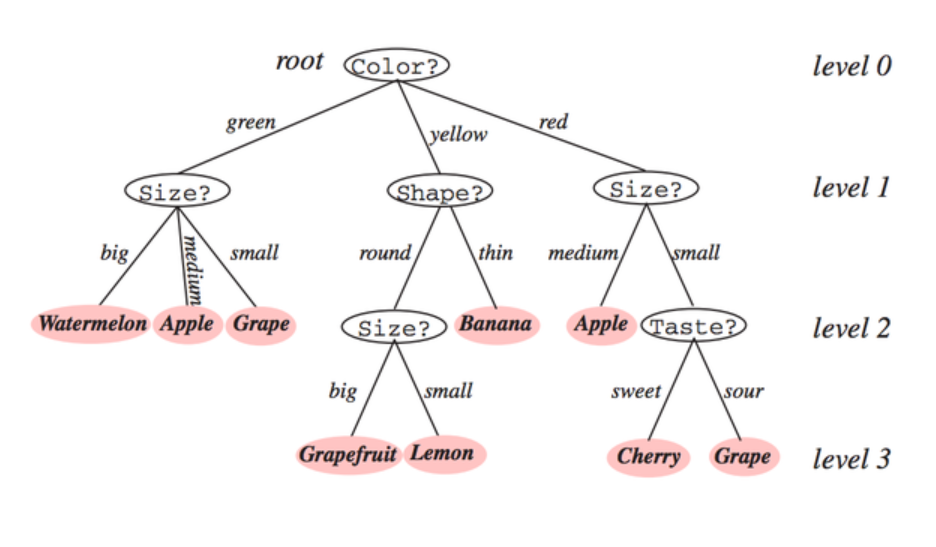 root Color? level 0
green yellow red
Size? Shape? Size? level 1
big medium small round thin medium small
Watermelon Apple Grape Size? Banana Apple Taste? level 2
big small sweet sour
Grapefruit Lemon Cherry Grape level 3